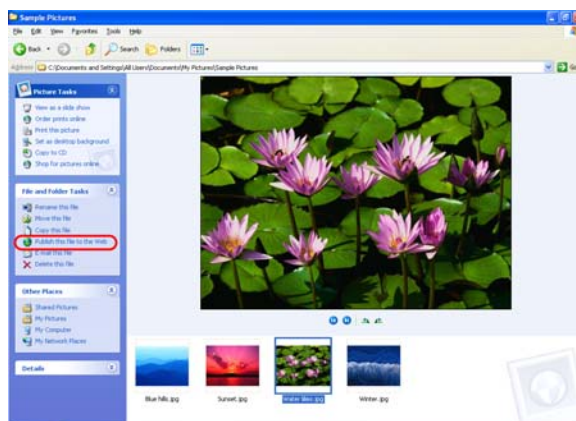 Sample Pictures
File Edit View Favorites Tools Help
Back Search Folders
Address C:\Documents and Settings\All Users\Documents\My Pictures\Sample Pictures Go
Picture Tasks
View as a slide show
Order prints online
Print this picture
Set as desktop background
Copy to CD
Shop for pictures online
File and Folder Tasks
Rename this file
Move this file
Copy this file
Publish this file to the Web
E-mail this file
Delete this file
Other Places
Shared Pictures
My Pictures
My Computer
My Network Places
Details
Blue hills.jpg Sunset.jpg Water lilies.jpg Winter.jpg